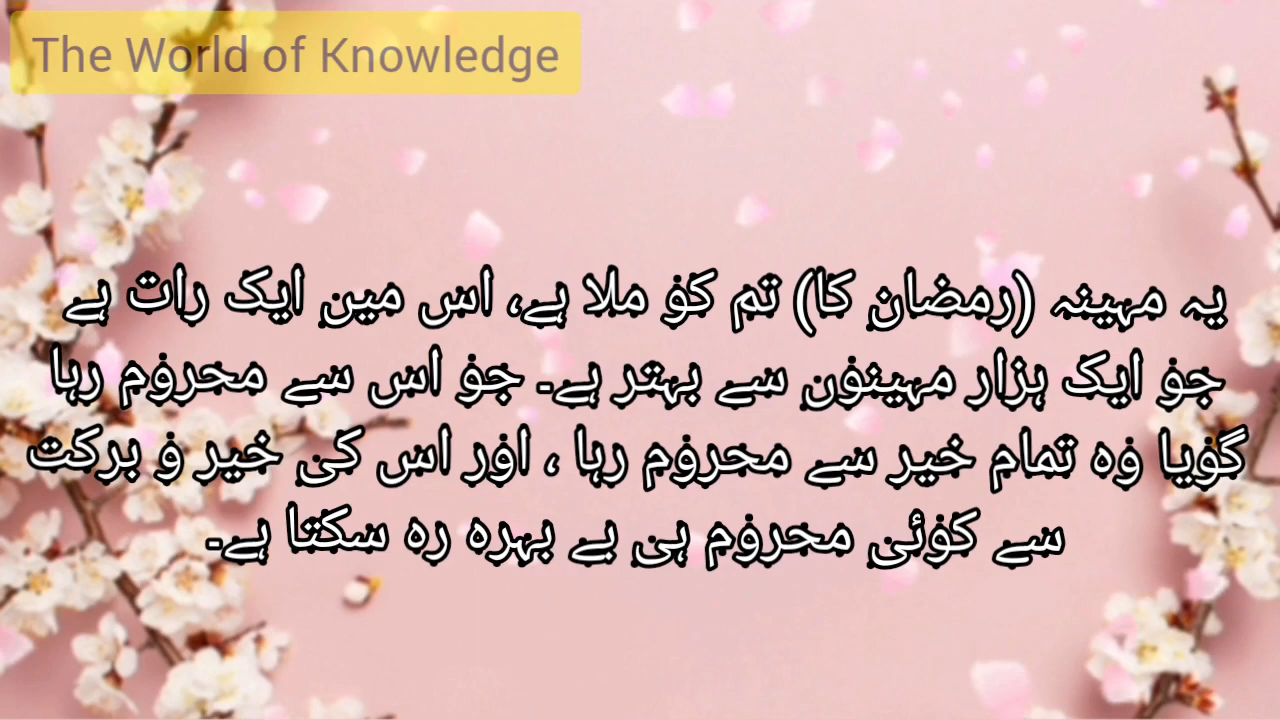 The World of Knowledge
یہ مہینہ (رمضان کا) تم کو ملا ہے، اس میں ایک رات ہے
جو ایک ہزار مہینوں سے بہتر ہے۔ جو اس سے محروم رہا
گویا وہ تمام خیر سے محروم رہا ، اور اس کی خیر و برکت
سے کوئی محروم ہی بے بہرہ رہ سکتا ہے۔